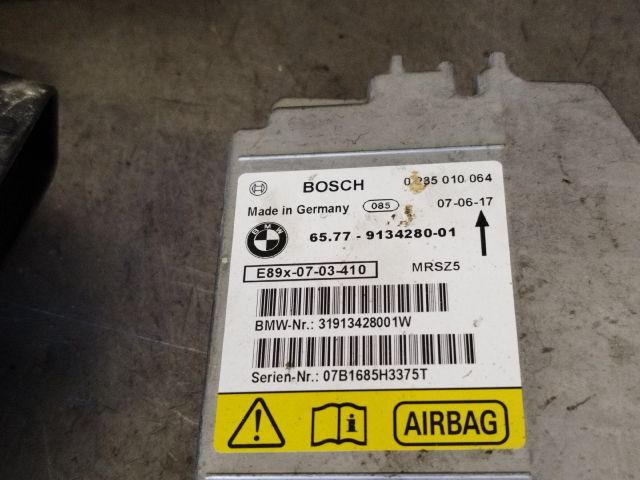 BOSCH 0 285 010 064
Made in Germany 085 07-06-17
BMW 65.77 - 9134280-01
E89x-07-03-410 MRSZ5
BMW-Nr.: 31913428001W
Serien-Nr.: 07B1685H3375T
i AIRBAG